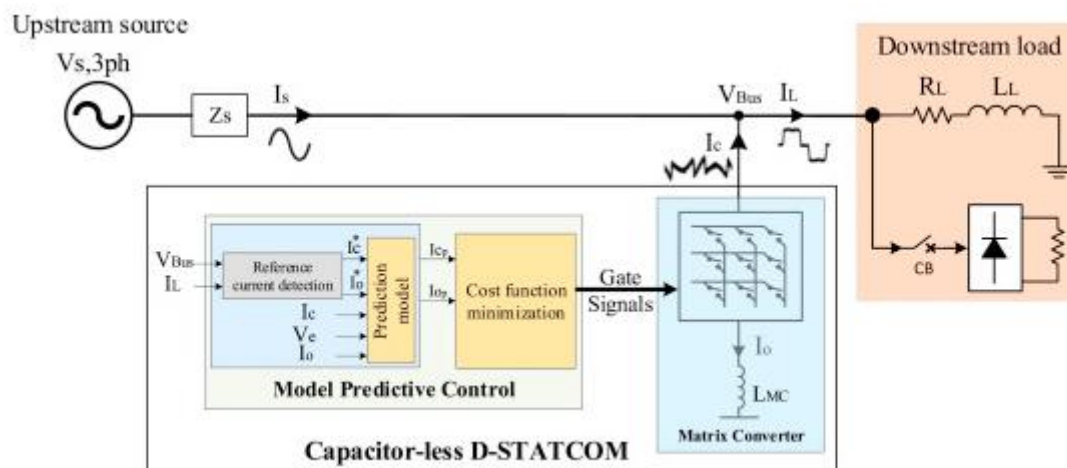 Upstream source
Vs,3ph
Zs
Is
VBus
IL
Ic
Downstream load
RL
LL
CB
VBus
IL
Reference
current detection
Ic*
Io*
Ic
Ve
Io
Prediction
model
Icp
Iop
Cost function
minimization
Model Predictive Control
Gate
Signals
Io
LMC
Matrix Converter
Capacitor-less D-STATCOM